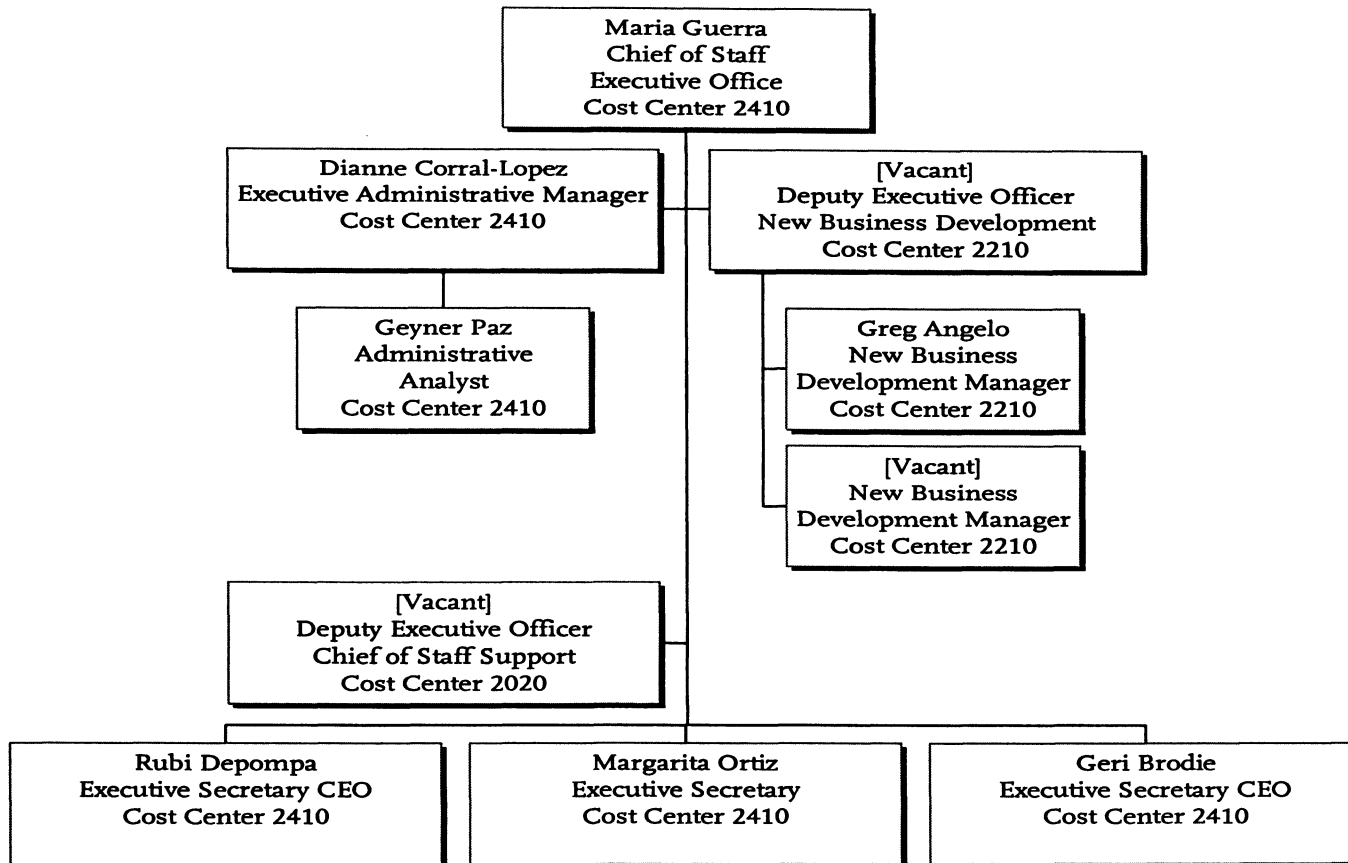 Maria Guerra
Chief of Staff
Executive Office
Cost Center 2410
Dianne Corral-Lopez
Executive Administrative Manager
Cost Center 2410
[Vacant]
Deputy Executive Officer
New Business Development
Cost Center 2210
Geyner Paz
Administrative
Analyst
Cost Center 2410
Greg Angelo
New Business
Development Manager
Cost Center 2210
[Vacant]
New Business
Development Manager
Cost Center 2210
[Vacant]
Deputy Executive Officer
Chief of Staff Support
Cost Center 2020
Rubi Depompa
Executive Secretary CEO
Cost Center 2410
Margarita Ortiz
Executive Secretary
Cost Center 2410
Geri Brodie
Executive Secretary CEO
Cost Center 2410